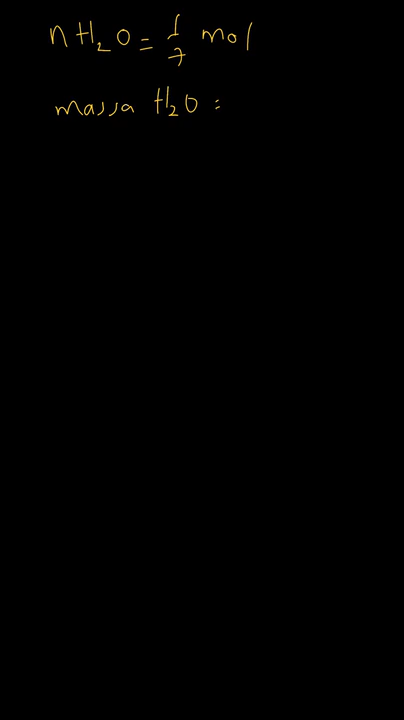 n H₂O = 1/7 mol
massa H₂O =